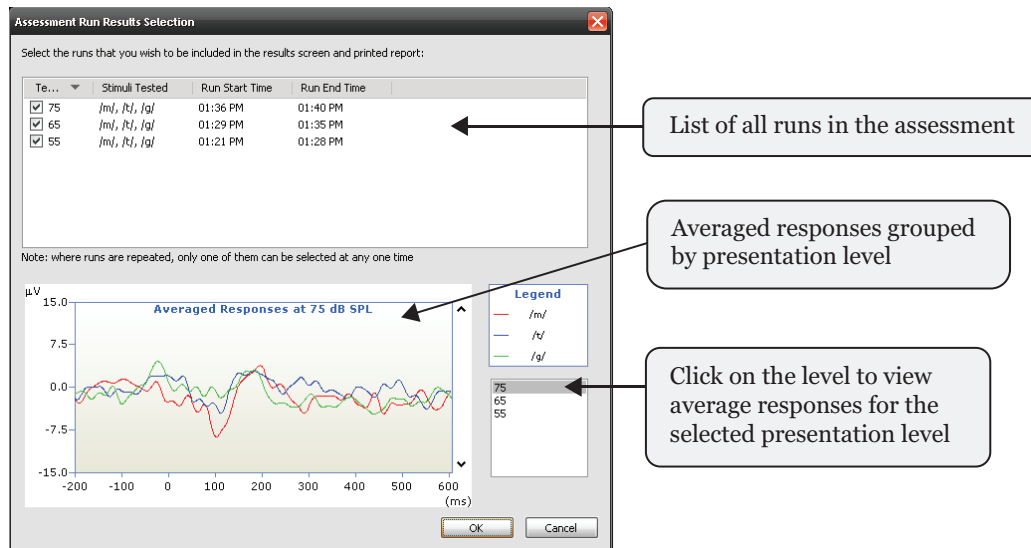 Assessment Run Results Selection
Select the runs that you wish to be included in the results screen and printed report:
Te... Stimuli Tested Run Start Time Run End Time
75 /m/, /t/, /g/ 01:36 PM 01:40 PM
65 /m/, /t/, /g/ 01:29 PM 01:35 PM
55 /m/, /t/, /g/ 01:21 PM 01:28 PM
Note: where runs are repeated, only one of them can be selected at any one time
List of all runs in the assessment
Averaged responses grouped
by presentation level
µV
15.0
7.5
0.0
-7.5
-15.0
Averaged Responses at 75 dB SPL
-200 -100 0 100 200 300 400 500 600
(ms)
Legend
/m/
/t/
/g/
75
65
55
Click on the level to view
average responses for the
selected presentation level
OK Cancel